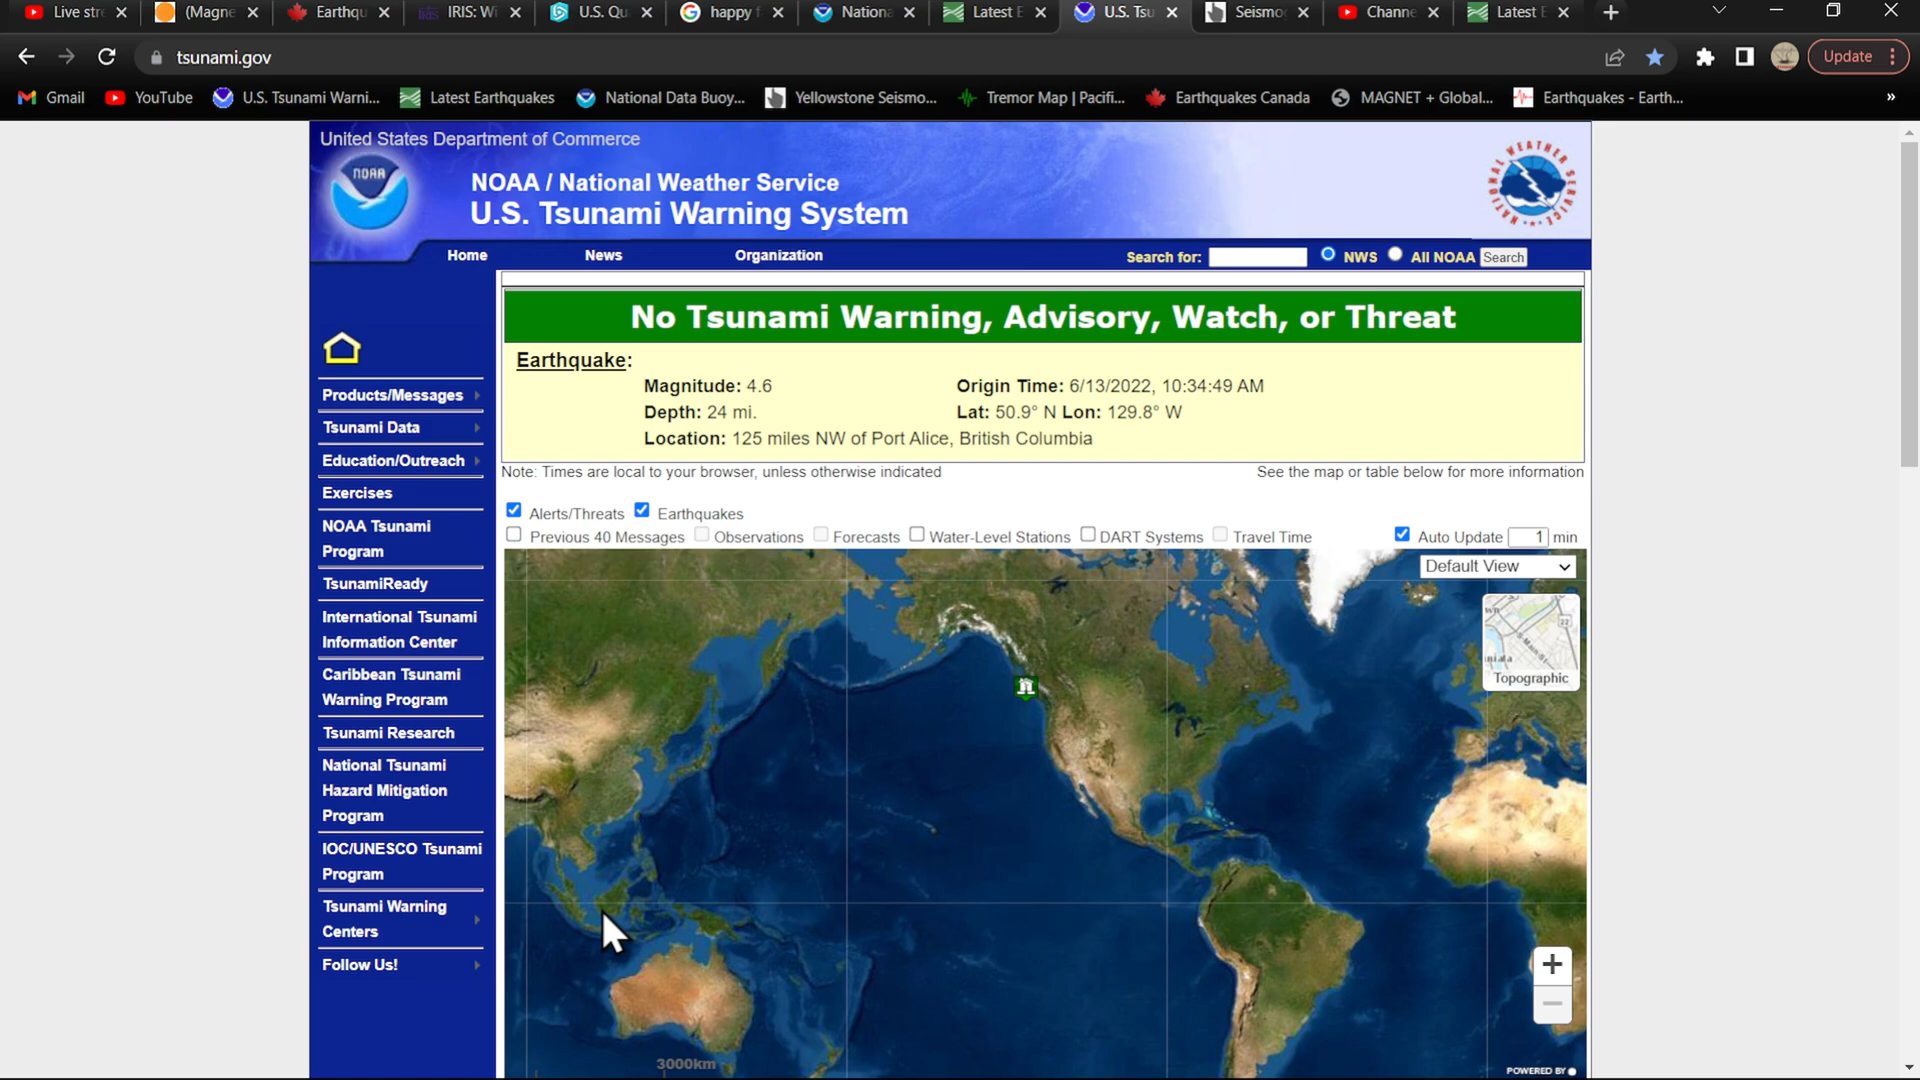 Live str
(Magne
Earthqu
IRIS: Wi
U.S. Qu
happy f
Nationa
Latest E
U.S. Tsu
Seismo
Channe
Latest E
tsunami.gov
Update
Gmail
YouTube
U.S. Tsunami Warni...
Latest Earthquakes
National Data Buoy...
Yellowstone Seismo...
Tremor Map | Pacifi...
Earthquakes Canada
MAGNET + Global...
Earthquakes - Earth...
»
United States Department of Commerce
NOAA
NOAA / National Weather Service
U.S. Tsunami Warning System
NATIONAL WEATHER SERVICE
Home
News
Organization
Search for:
NWS
All NOAA
Search
No Tsunami Warning, Advisory, Watch, or Threat
Earthquake:
Magnitude: 4.6
Origin Time: 6/13/2022, 10:34:49 AM
Depth: 24 mi.
Lat: 50.9° N Lon: 129.8° W
Location: 125 miles NW of Port Alice, British Columbia
Note: Times are local to your browser, unless otherwise indicated
See the map or table below for more information
Alerts/Threats
Earthquakes
Previous 40 Messages
Observations
Forecasts
Water-Level Stations
DART Systems
Travel Time
Auto Update 1 min
Default View
Topographic
3000km
+
−
POWERED BY
Products/Messages
Tsunami Data
Education/Outreach
Exercises
NOAA Tsunami
Program
TsunamiReady
International Tsunami
Information Center
Caribbean Tsunami
Warning Program
Tsunami Research
National Tsunami
Hazard Mitigation
Program
IOC/UNESCO Tsunami
Program
Tsunami Warning
Centers
Follow Us!